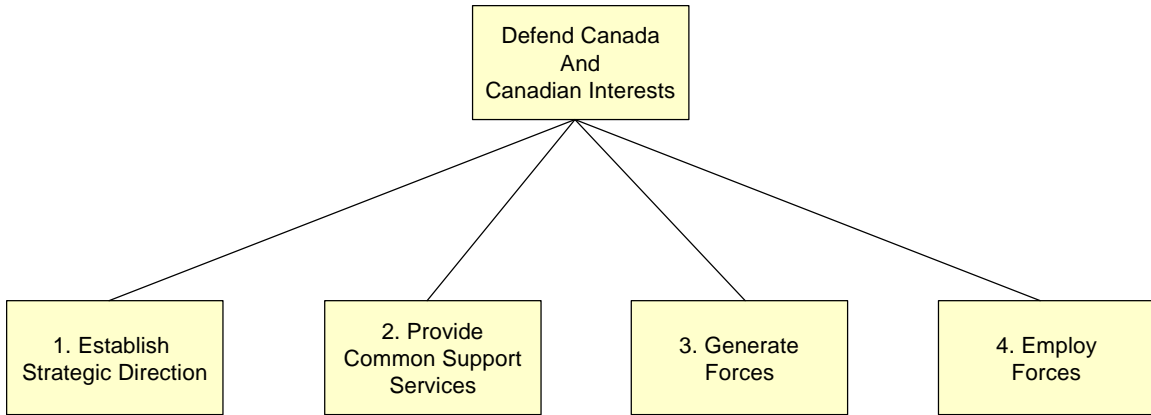 Defend Canada
And
Canadian Interests
1. Establish
Strategic Direction
2. Provide
Common Support
Services
3. Generate
Forces
4. Employ
Forces